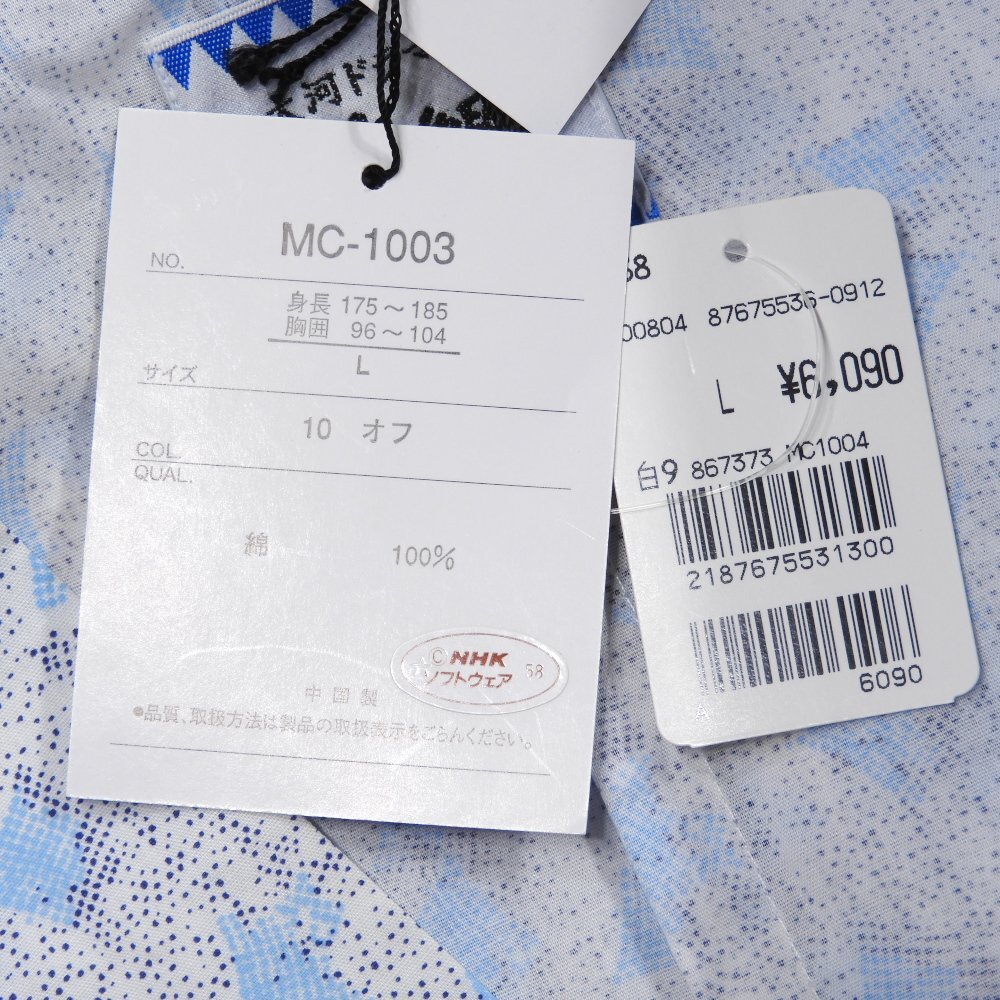 大河ド
MC-1003
NO.
身長 175～185
胸囲 96～104
L
サイズ
10 オフ
COL.
QUAL.
綿 100%
© NHK
ソフトウェア 58
中国製
●品質、取扱方法は製品の取扱表示をごらんください。
00804 87675536-0912
L ¥6,090
白9 867373 MC1004
2187675531300
6090